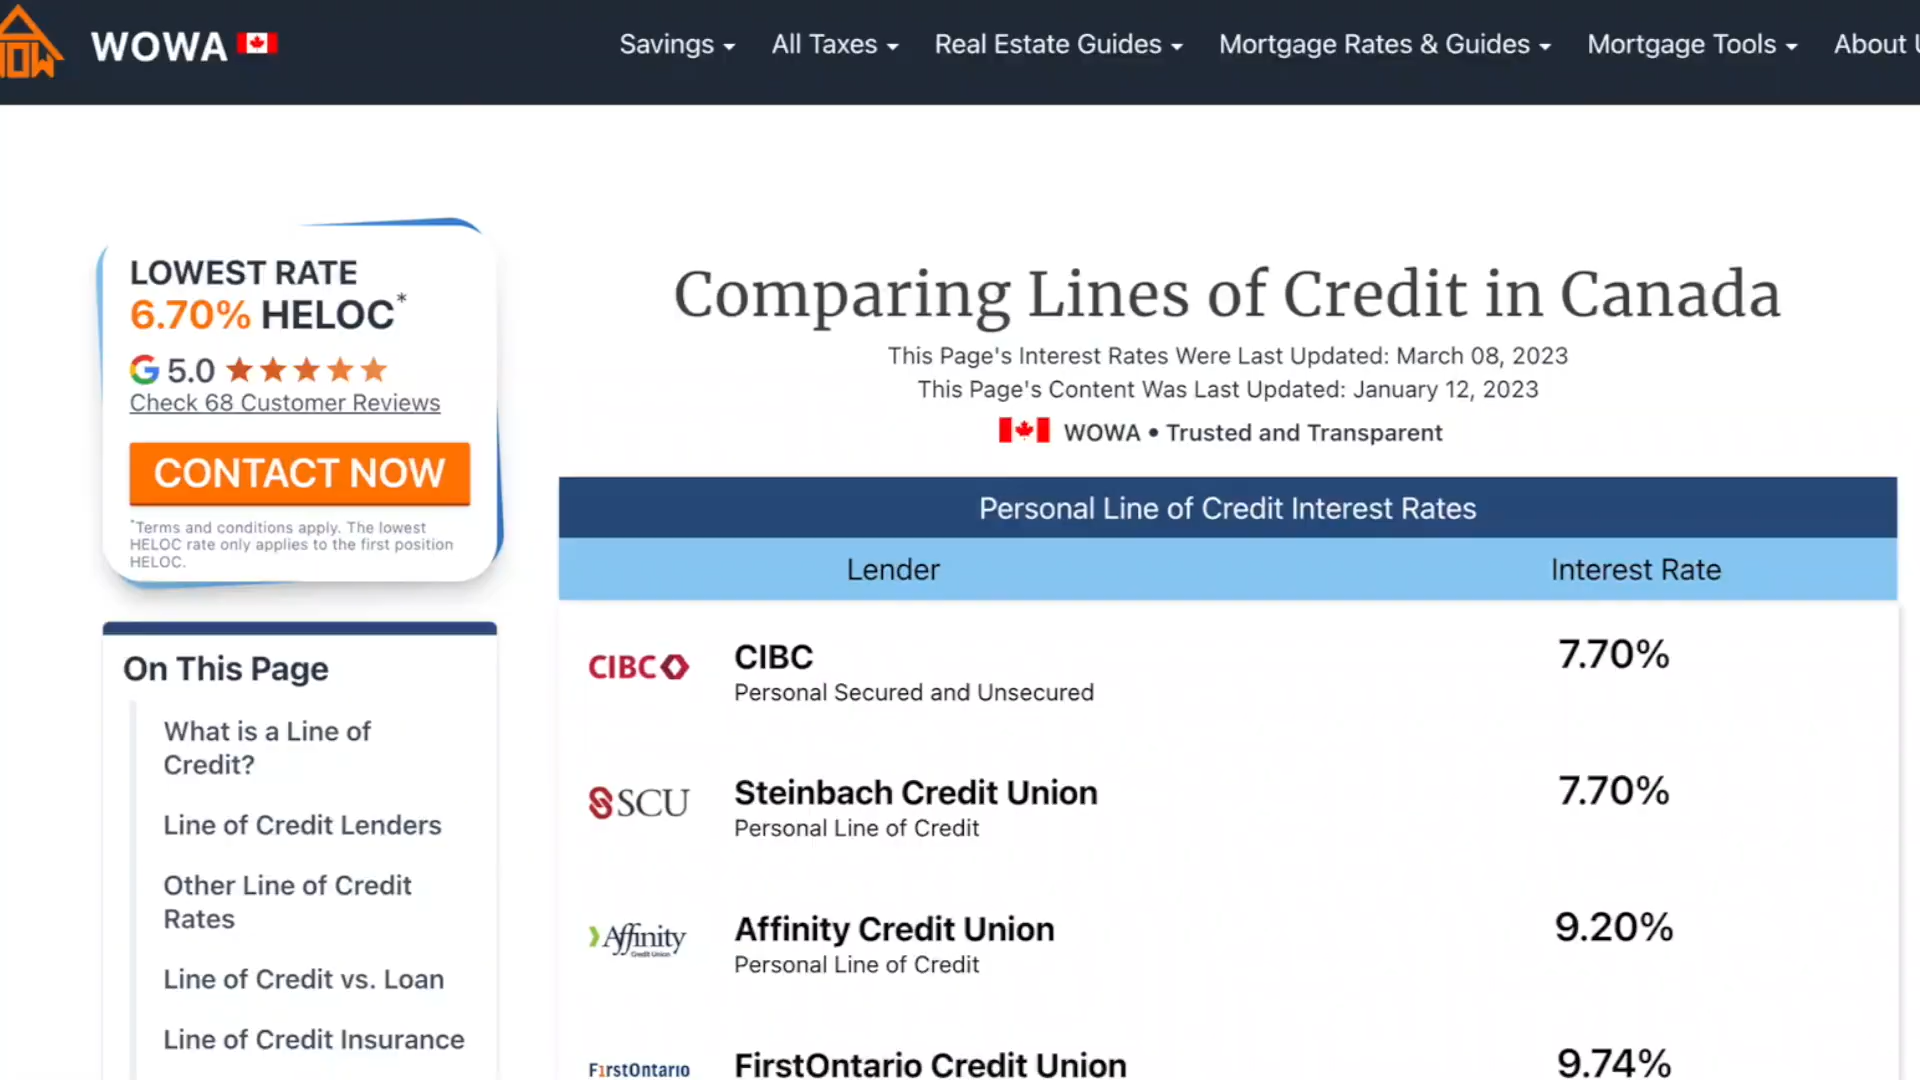 WOWA
Savings
All Taxes
Real Estate Guides
Mortgage Rates & Guides
Mortgage Tools
About U
LOWEST RATE
6.70% HELOC*
5.0
Check 68 Customer Reviews
CONTACT NOW
*Terms and conditions apply. The lowest
HELOC rate only applies to the first position
HELOC.
On This Page
What is a Line of
Credit?
Line of Credit Lenders
Other Line of Credit
Rates
Line of Credit vs. Loan
Line of Credit Insurance
Comparing Lines of Credit in Canada
This Page's Interest Rates Were Last Updated: March 08, 2023
This Page's Content Was Last Updated: January 12, 2023
WOWA • Trusted and Transparent
Personal Line of Credit Interest Rates
Lender Interest Rate
CIBC CIBC 7.70%
Personal Secured and Unsecured
SCU Steinbach Credit Union 7.70%
Personal Line of Credit
Affinity Affinity Credit Union 9.20%
Credit Union Personal Line of Credit
FirstOntario FirstOntario Credit Union 9.74%